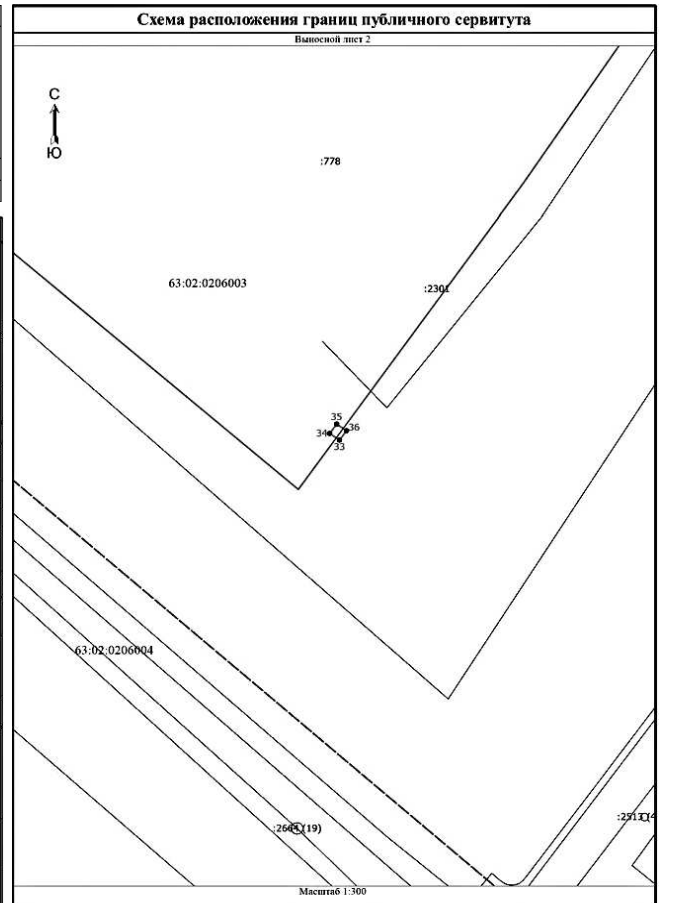 Схема расположения границ публичного сервитута
Выносной лист 2
С
Ю
:778
63:02:0206003
:2301
35
34 36
33
63:02:0206004
:2664(19)
Масштаб 1:300